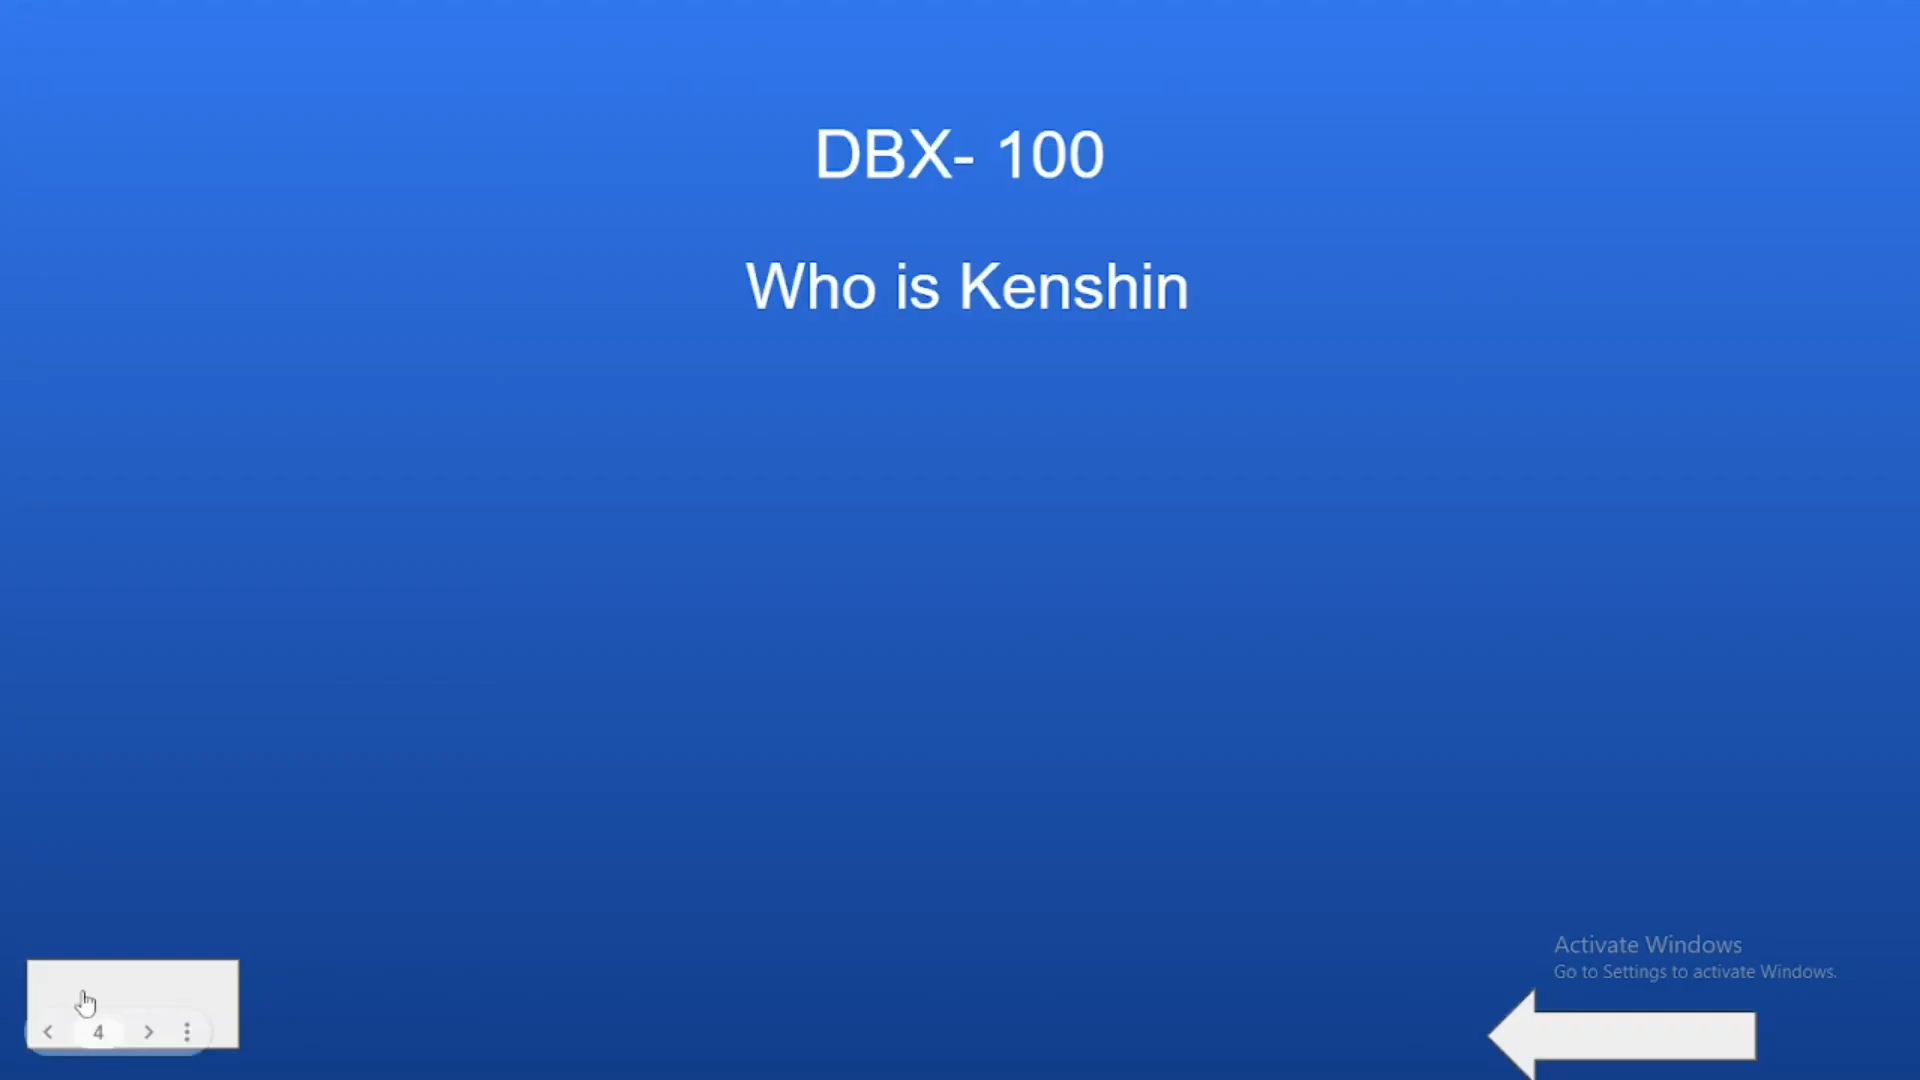 DBX- 100
Who is Kenshin
Activate Windows
Go to Settings to activate Windows.
4